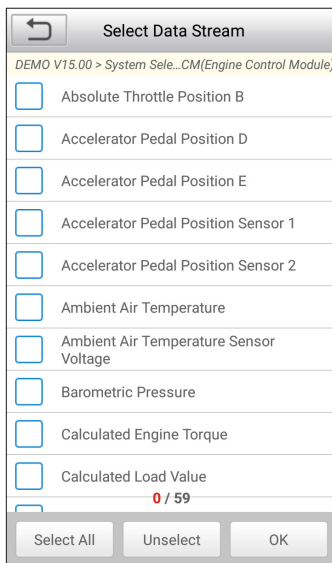 Select Data Stream
DEMO V15.00 > System Sele...CM(Engine Control Module)
Absolute Throttle Position B
Accelerator Pedal Position D
Accelerator Pedal Position E
Accelerator Pedal Position Sensor 1
Accelerator Pedal Position Sensor 2
Ambient Air Temperature
Ambient Air Temperature Sensor
Voltage
Barometric Pressure
Calculated Engine Torque
Calculated Load Value
0 / 59
Select All Unselect OK